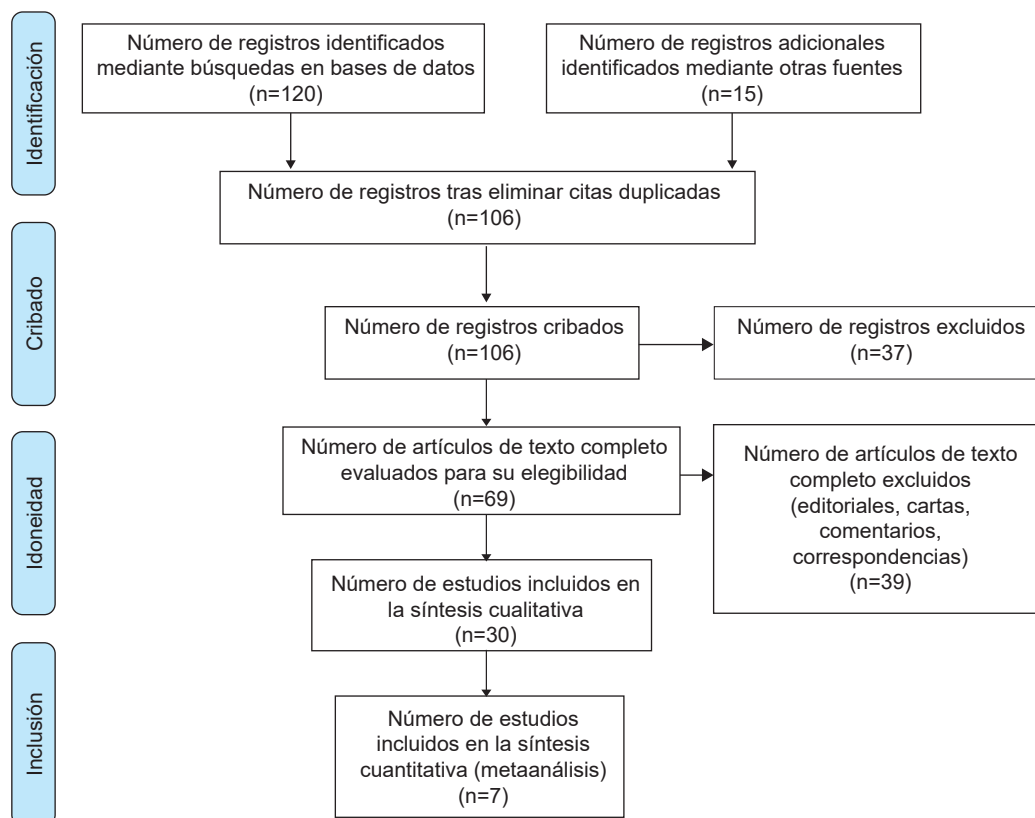 Identificación
Número de registros identificados
mediante búsquedas en bases de datos
(n=120)
Número de registros adicionales
identificados mediante otras fuentes
(n=15)
Número de registros tras eliminar citas duplicadas
(n=106)
Cribado
Número de registros cribados
(n=106)
Número de registros excluidos
(n=37)
Idoneidad
Número de artículos de texto completo
evaluados para su elegibilidad
(n=69)
Número de artículos de texto
completo excluidos
(editoriales, cartas,
comentarios,
correspondencias)
(n=39)
Número de estudios incluidos en
la síntesis cualitativa
(n=30)
Inclusión
Número de estudios
incluidos en la síntesis
cuantitativa (metaanálisis)
(n=7)